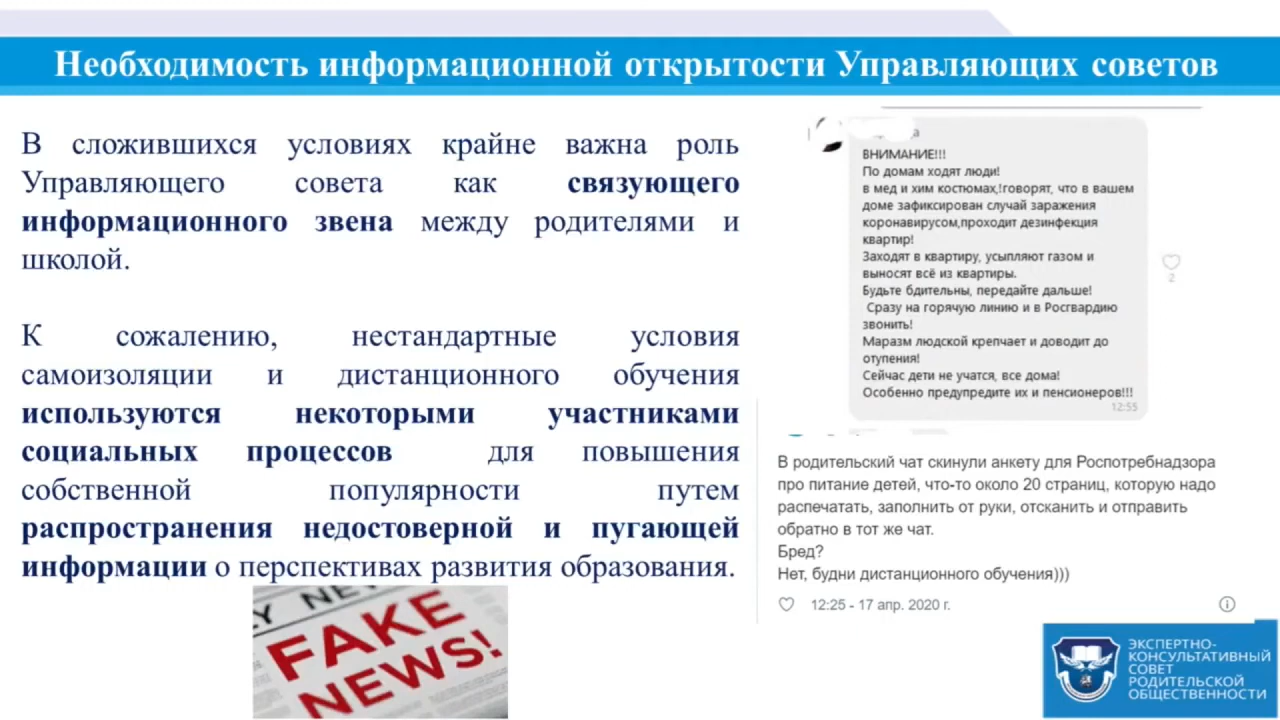 Необходимость информационной открытости Управляющих советов
В сложившихся условиях крайне важна роль
Управляющего совета как связующего
информационного звена между родителями и
школой.
К сожалению, нестандартные условия
самоизоляции и дистанционного обучения
используются некоторыми участниками
социальных процессов для повышения
собственной популярности путем
распространения недостоверной и пугающей
информации о перспективах развития образования.
FAKE
NEWS!
ВНИМАНИЕ!!!
По домам ходят люди!
в мед и хим костюмах,!говорят, что в вашем
доме зафиксирован случай заражения
коронавирусом,проходит дезинфекция
квартир!
Заходят в квартиру, усыпляют газом и
выносят всё из квартиры.
Будьте бдительны, передайте дальше!
Сразу на горячую линию и в Росгвардию
звонить!
Маразм людской крепчает и доводит до
отупения!
Сейчас дети не учатся, все дома!
Особенно предупредите их и пенсионеров!!!
12:55
2
В родительский чат скинули анкету для Роспотребнадзора
про питание детей, что-то около 20 страниц, которую надо
распечатать, заполнить от руки, отсканить и отправить
обратно в тот же чат.
Бред?
Нет, будни дистанционного обучения)))
12:25 - 17 апр. 2020 г.
ЭКСПЕРТНО-
КОНСУЛЬТАТИВНЫЙ
СОВЕТ
РОДИТЕЛЬСКОЙ
ОБЩЕСТВЕННОСТИ